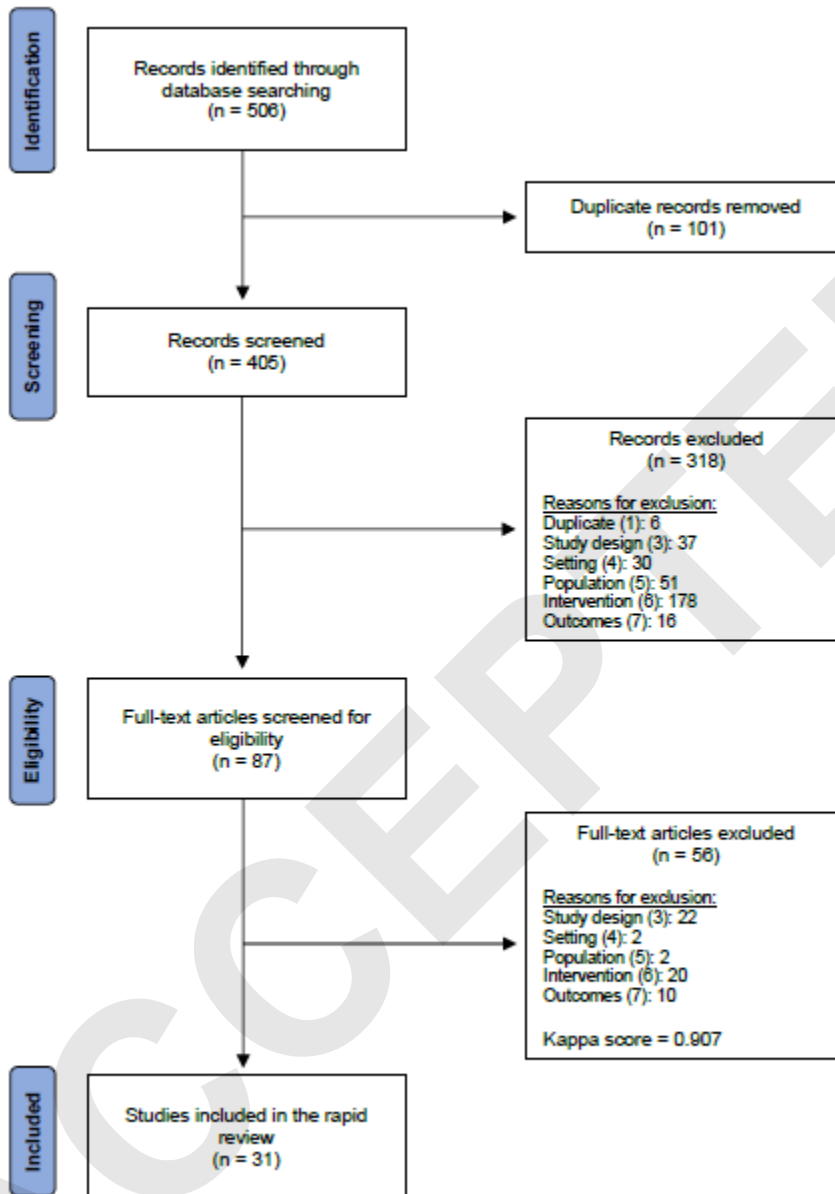 Identification
Records identified through
database searching
(n = 506)
Duplicate records removed
(n = 101)
Screening
Records screened
(n = 405)
Records excluded
(n = 318)
Reasons for exclusion:
Duplicate (1): 6
Study design (3): 37
Setting (4): 30
Population (5): 51
Intervention (6): 178
Outcomes (7): 16
Eligibility
Full-text articles screened for
eligibility
(n = 87)
Full-text articles excluded
(n = 56)
Reasons for exclusion:
Study design (3): 22
Setting (4): 2
Population (5): 2
Intervention (6): 20
Outcomes (7): 10
Kappa score = 0.907
Included
Studies included in the rapid
review
(n = 31)
ACCEPTE